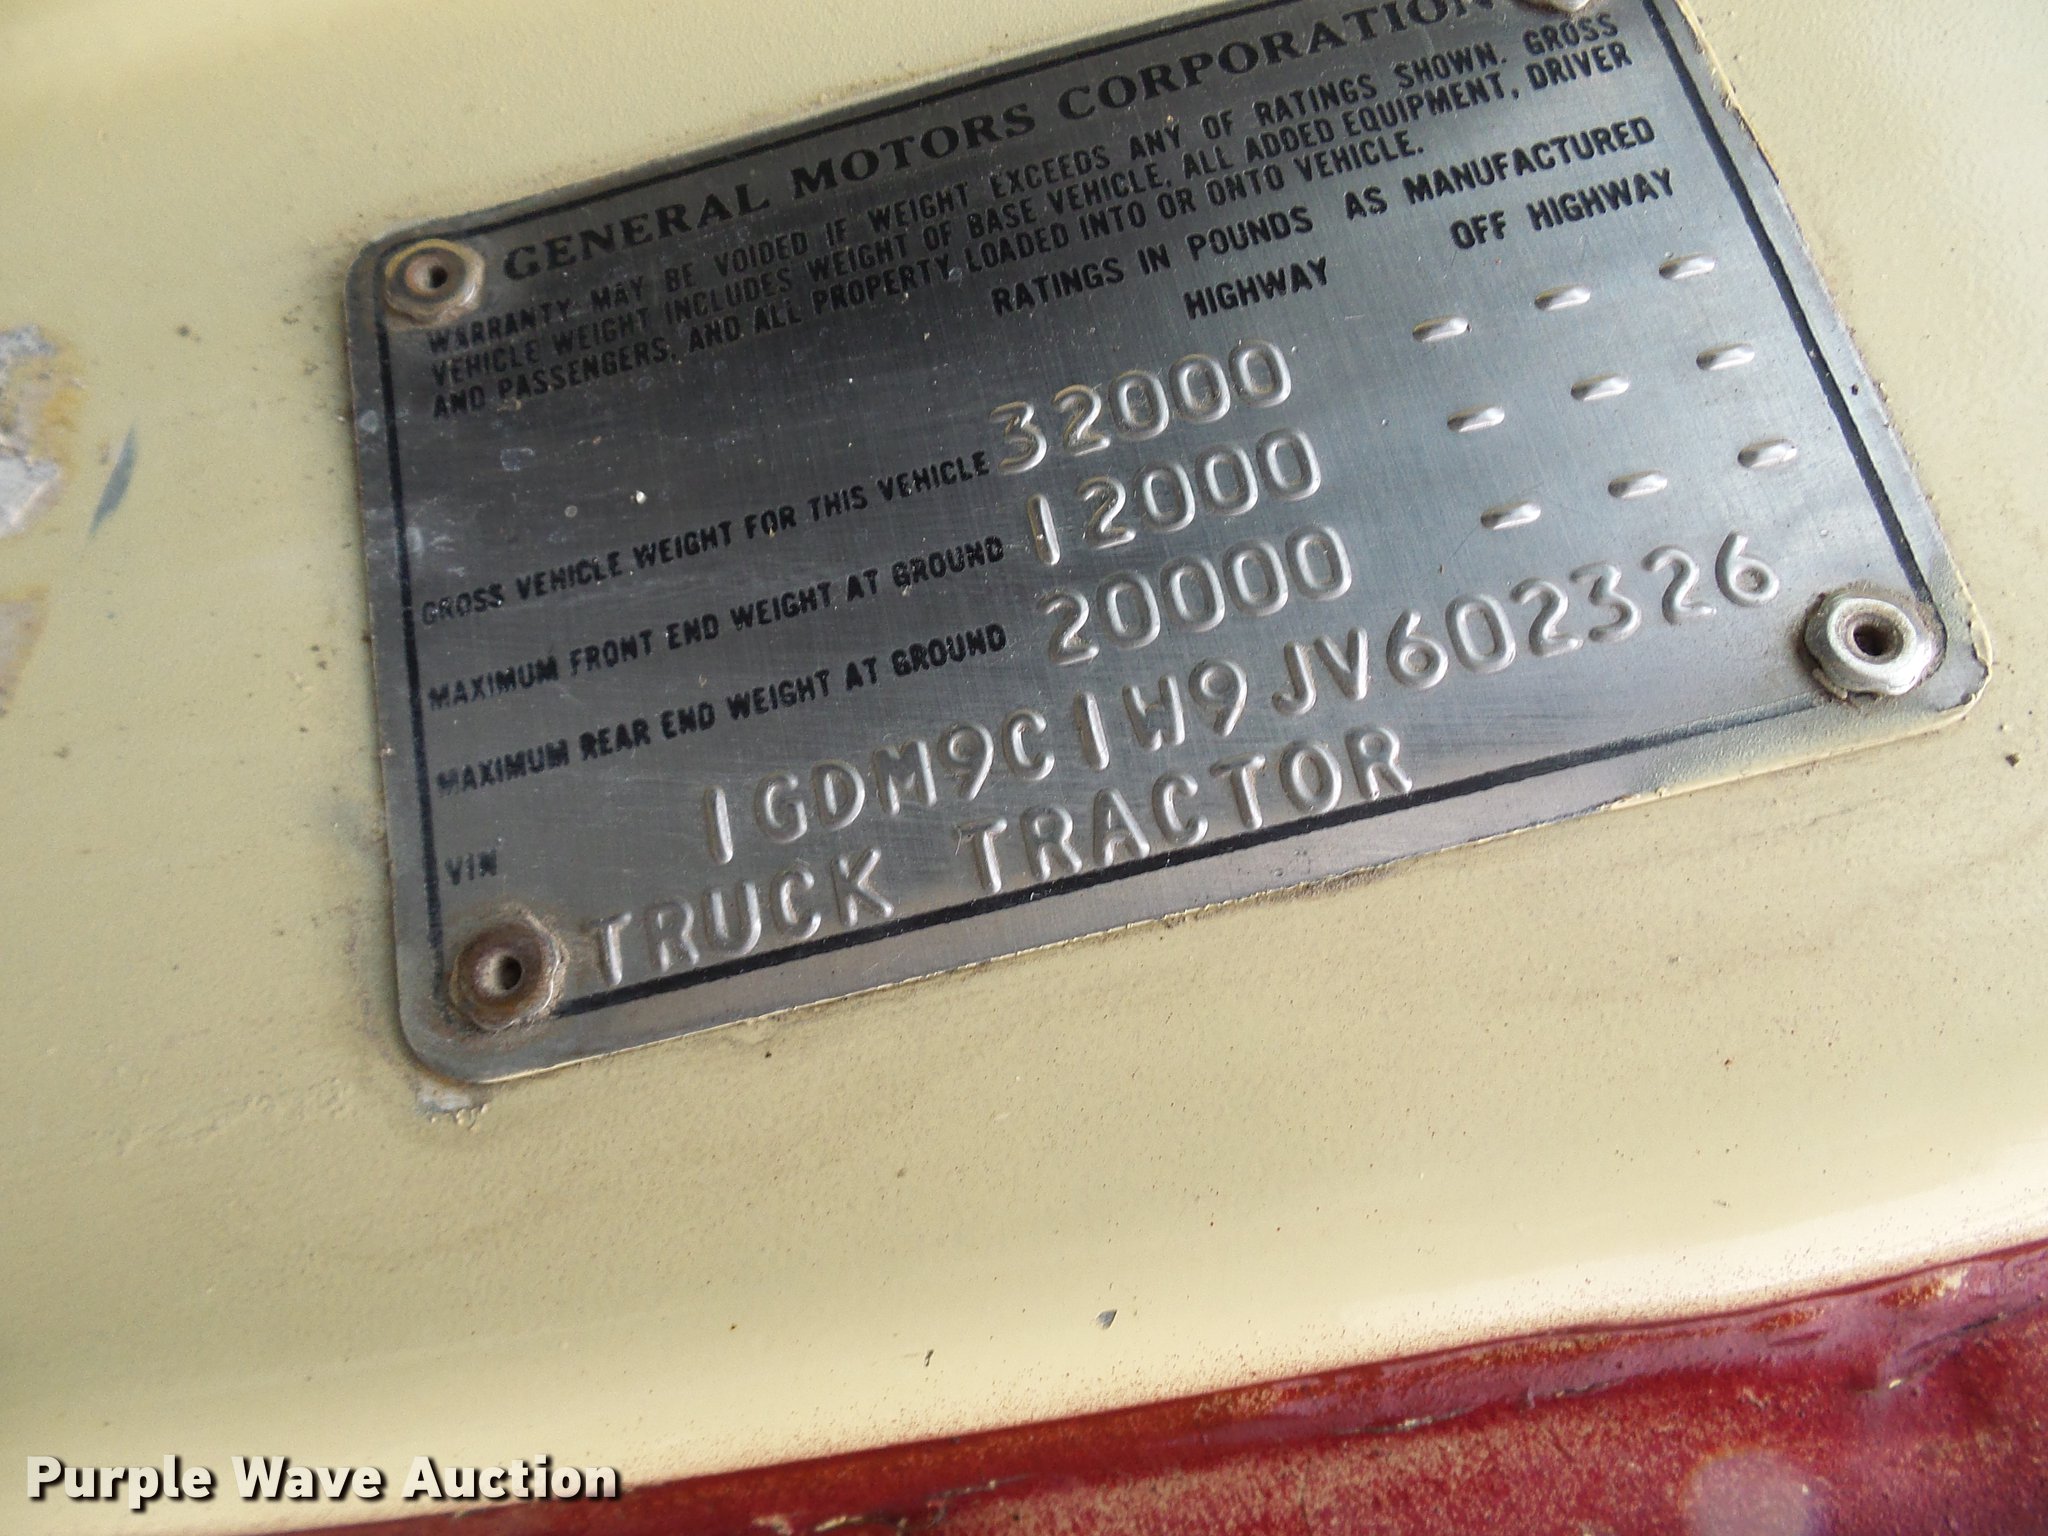 GENERAL MOTORS CORPORATION
WARRANTY MAY BE VOIDED IF WEIGHT EXCEEDS ANY OF RATINGS SHOWN. GROSS
VEHICLE WEIGHT INCLUDES WEIGHT OF BASE VEHICLE, ALL ADDED EQUIPMENT, DRIVER
AND PASSENGERS, AND ALL PROPERTY LOADED INTO OR ONTO VEHICLE.
RATINGS IN POUNDS AS MANUFACTURED
HIGHWAY OFF HIGHWAY
GROSS VEHICLE WEIGHT FOR THIS VEHICLE 32000 - - -
MAXIMUM FRONT END WEIGHT AT GROUND 12000 - - -
MAXIMUM REAR END WEIGHT AT GROUND 20000 - - -
VIN 1GDM9C1W9JV602326
TRUCK TRACTOR
Purple Wave Auction